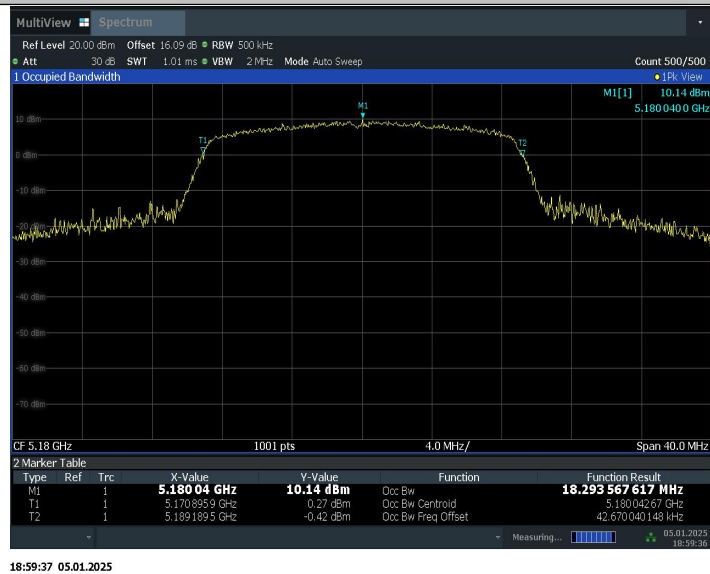 MultiView Spectrum
Ref Level 20.00 dBm Offset 16.09 dB RBW 500 kHz
Att 30 dB SWT 1.01 ms VBW 2 MHz Mode Auto Sweep Count 500/500
1 Occupied Bandwidth 1Pk View
M1[1] 10.14 dBm
5.180 040 0 GHz
M1
10 dBm
T1
T2
0 dBm
-10 dBm
-20 dBm
-30 dBm
-40 dBm
-50 dBm
-60 dBm
-70 dBm
CF 5.18 GHz 1001 pts 4.0 MHz/ Span 40.0 MHz
2 Marker Table
Type Ref Trc X-Value Y-Value Function Function Result
M1 1 5.180 04 GHz 10.14 dBm Occ Bw 18.293 567 617 MHz
T1 1 5.170 895 9 GHz 0.27 dBm Occ Bw Centroid 5.180 042 67 GHz
T2 1 5.189 189 5 GHz -0.42 dBm Occ Bw Freq Offset 42.670 040 148 kHz
Measuring... 05.01.2025
18:59:36
18:59:37 05.01.2025